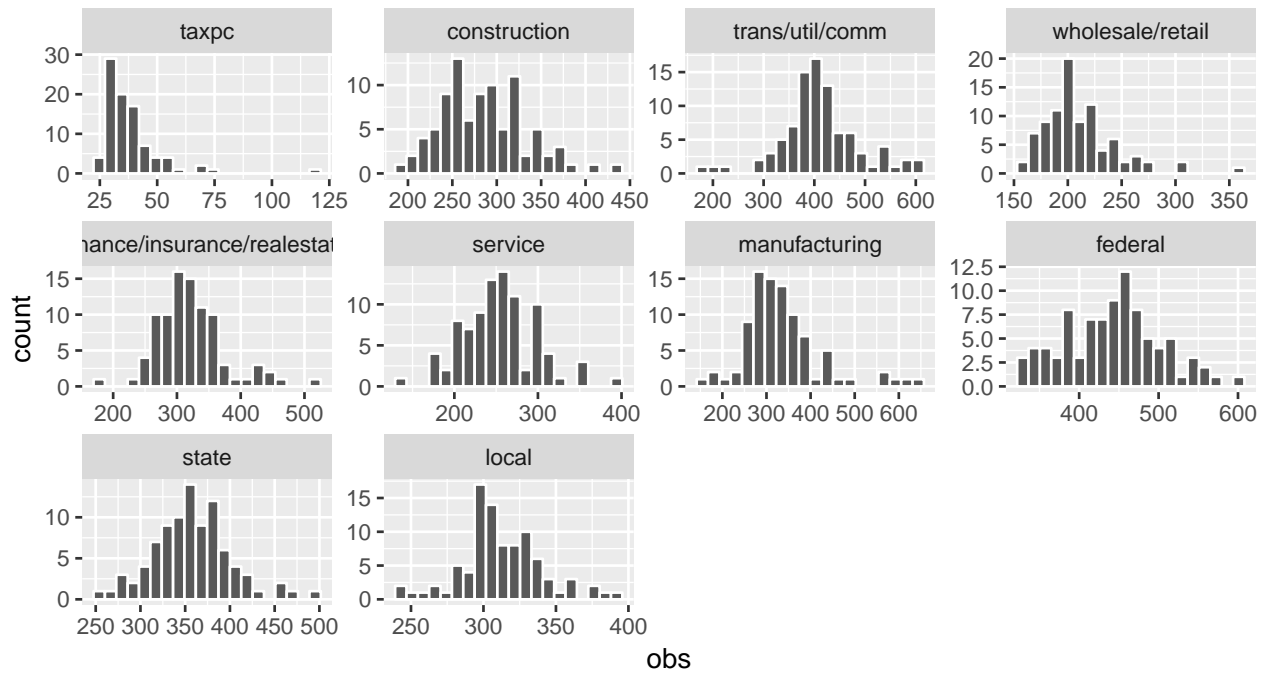 taxpc
construction
trans/util/comm
wholesale/retail
30
20
10
0
10
5
0
15
10
5
0
20
15
10
5
0
25 50 75 100 125
200 250 300 350 400 450
200 300 400 500 600
150 200 250 300 350
nance/insurance/realestat
service
manufacturing
federal
15
10
5
0
10
5
0
15
10
5
0
12.5
10.0
7.5
5.0
2.5
0.0
200 300 400 500
200 300 400
200 300 400 500 600
400 500 600
state
local
10
5
0
15
10
5
0
250 300 350 400 450 500
250 300 350 400
count
obs